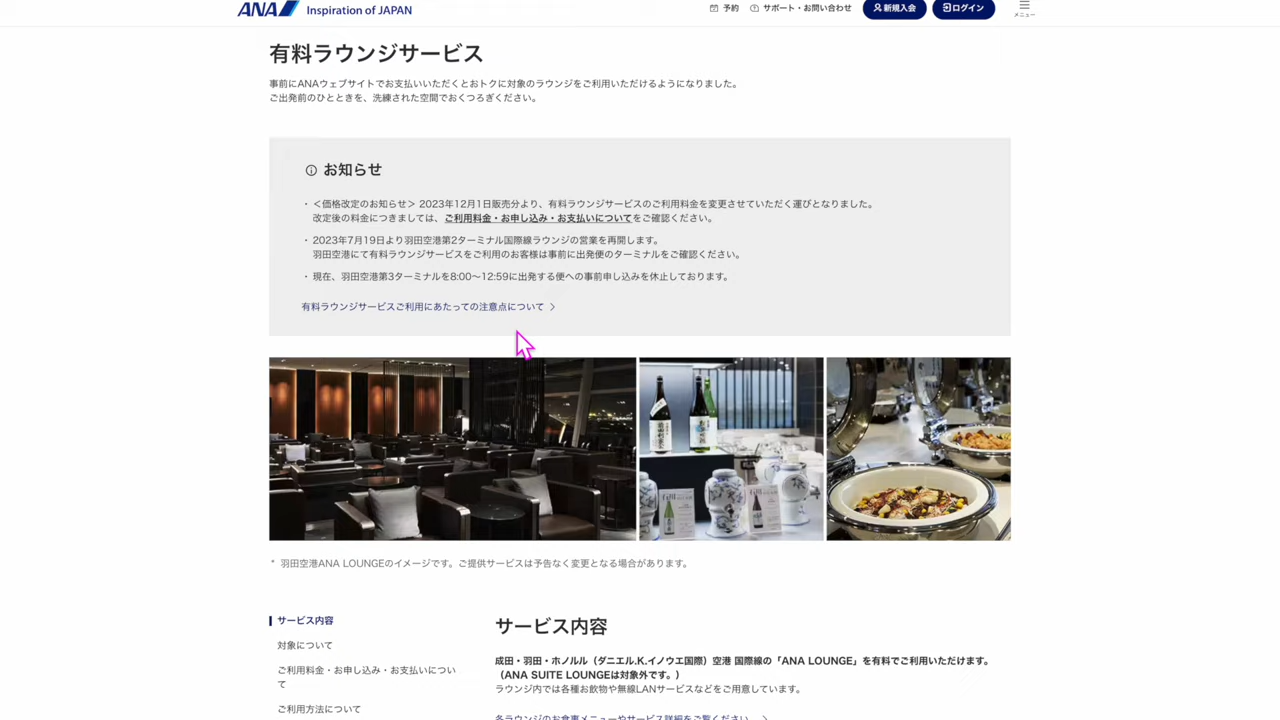 ANA Inspiration of JAPAN
予約 サポート・お問い合わせ 新規入会 ログイン メニュー
有料ラウンジサービス
事前にANAウェブサイトでお支払いいただくとおトクに対象のラウンジをご利用いただけるようになりました。
ご出発前のひとときを、洗練された空間でおくつろぎください。
お知らせ
・＜価格改定のお知らせ＞ 2023年12月1日販売分より、有料ラウンジサービスのご利用料金を変更させていただく運びとなりました。
改定後の料金につきましては、ご利用料金・お申し込み・お支払いについてをご確認ください。
・2023年7月19日より羽田空港第2ターミナル国際線ラウンジの営業を再開します。
羽田空港にて有料ラウンジサービスをご利用のお客様は事前に出発便のターミナルをご確認ください。
・現在、羽田空港第3ターミナルを8:00～12:59に出発する便への事前申し込みを休止しております。
有料ラウンジサービスご利用にあたっての注意点について
* 羽田空港ANA LOUNGEのイメージです。ご提供サービスは予告なく変更となる場合があります。
サービス内容
対象について
ご利用料金・お申し込み・お支払いについ
て
ご利用方法について
サービス内容
成田・羽田・ホノルル（ダニエル.K.イノウエ国際）空港 国際線の「ANA LOUNGE」を有料でご利用いただけます。
（ANA SUITE LOUNGEは対象外です。）
ラウンジ内では各種お飲物や無線LANサービスなどをご用意しています。
各ラウンジのお食事メニューやサービス詳細をご覧ください